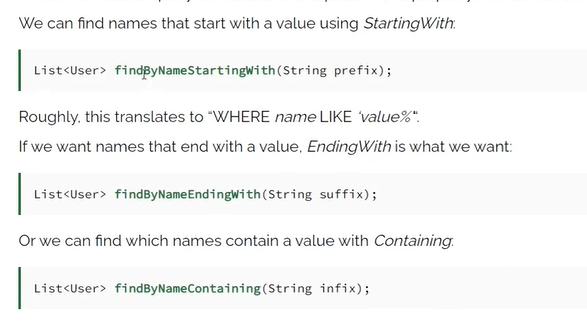 We can find names that start with a value using StartingWith:
List<User> findByNameStartingWith(String prefix);
Roughly, this translates to “WHERE name LIKE ‘value%'“.
If we want names that end with a value, EndingWith is what we want:
List<User> findByNameEndingWith(String suffix);
Or we can find which names contain a value with Containing:
List<User> findByNameContaining(String infix);